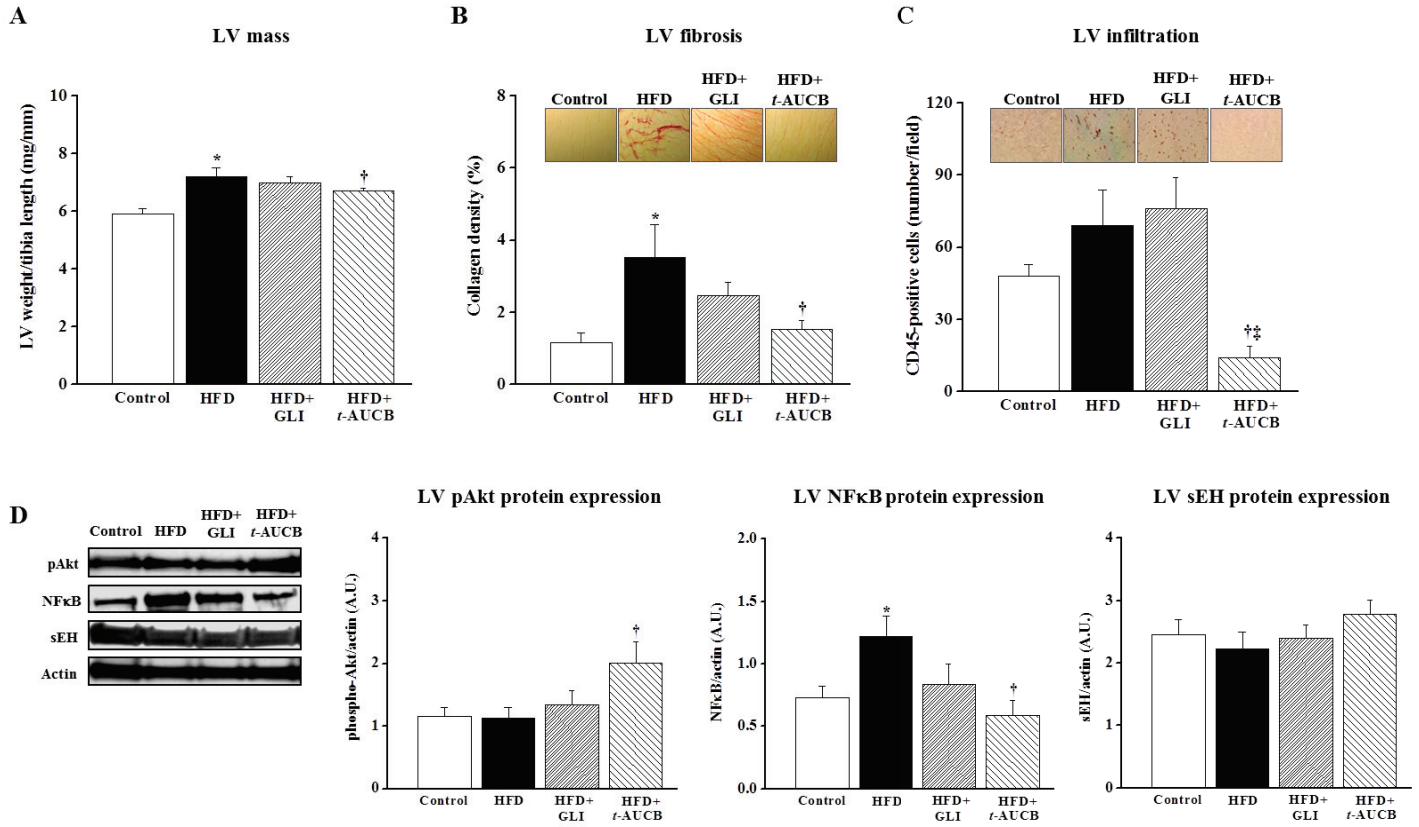 A
LV mass
LV weight/tibia length (mg/mm)
10
8
6
4
2
0
*
†
Control
HFD
HFD+
GLI
HFD+
t-AUCB
B
LV fibrosis
Control
HFD
HFD+
GLI
HFD+
t-AUCB
Collagen density (%)
8
6
4
2
0
*
†
Control
HFD
HFD+
GLI
HFD+
t-AUCB
C
LV infiltration
Control
HFD
HFD+
GLI
HFD+
t-AUCB
CD45-positive cells (number/field)
120
90
60
30
0
†‡
Control
HFD
HFD+
GLI
HFD+
t-AUCB
D
Control
HFD
HFD+
GLI
HFD+
t-AUCB
pAkt
NFκB
sEH
Actin
LV pAkt protein expression
phospho-Akt/actin (A.U.)
4
3
2
1
0
†
Control
HFD
HFD+
GLI
HFD+
t-AUCB
LV NFκB protein expression
NFκB/actin (A.U.)
2.0
1.5
1.0
0.5
0.0
*
†
Control
HFD
HFD+
GLI
HFD+
t-AUCB
LV sEH protein expression
sEH/actin (A.U.)
4
3
2
1
0
Control
HFD
HFD+
GLI
HFD+
t-AUCB